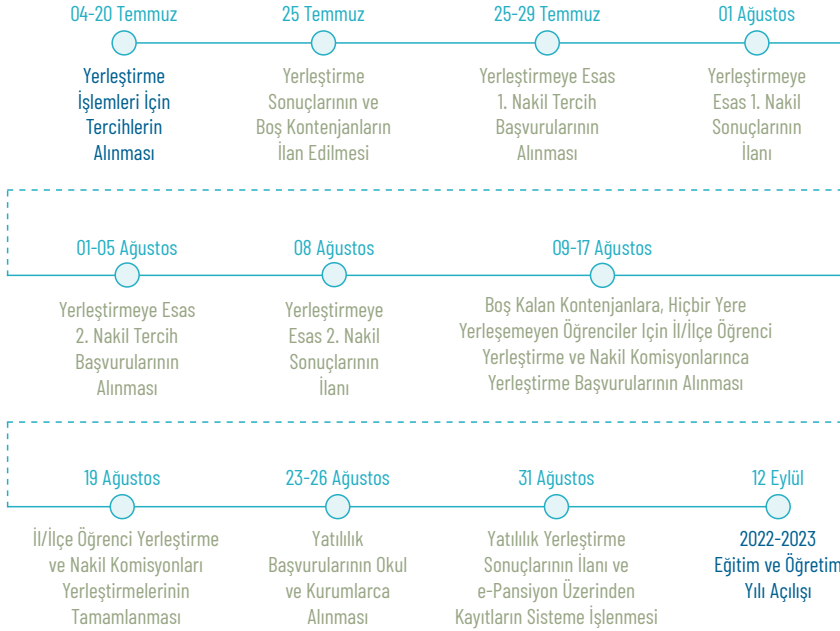 04-20 Temmuz
Yerleştirme
İşlemleri İçin
Tercihlerin
Alınması
25 Temmuz
Yerleştirme
Sonuçlarının ve
Boş Kontenjanların
İlan Edilmesi
25-29 Temmuz
Yerleştirmeye Esas
1. Nakil Tercih
Başvurularının
Alınması
01 Ağustos
Yerleştirmeye
Esas 1. Nakil
Sonuçlarının
İlanı
01-05 Ağustos
Yerleştirmeye Esas
2. Nakil Tercih
Başvurularının
Alınması
08 Ağustos
Yerleştirmeye
Esas 2. Nakil
Sonuçlarının
İlanı
09-17 Ağustos
Boş Kalan Kontenjanlara, Hiçbir Yere
Yerleşemeyen Öğrenciler Için İl/İlçe Öğrenci
Yerleştirme ve Nakil Komisyonlarınca
Yerleştirme Başvurularının Alınması
19 Ağustos
İl/İlçe Öğrenci Yerleştirme
ve Nakil Komisyonları
Yerleştirmelerinin
Tamamlanması
23-26 Ağustos
Yatılılık
Başvurularının Okul
ve Kurumlarca
Alınması
31 Ağustos
Yatılılık Yerleştirme
Sonuçlarının İlanı ve
e-Pansiyon Üzerinden
Kayıtların Sisteme İşlenmesi
12 Eylül
2022-2023
Eğitim ve Öğretim
Yılı Açılışı